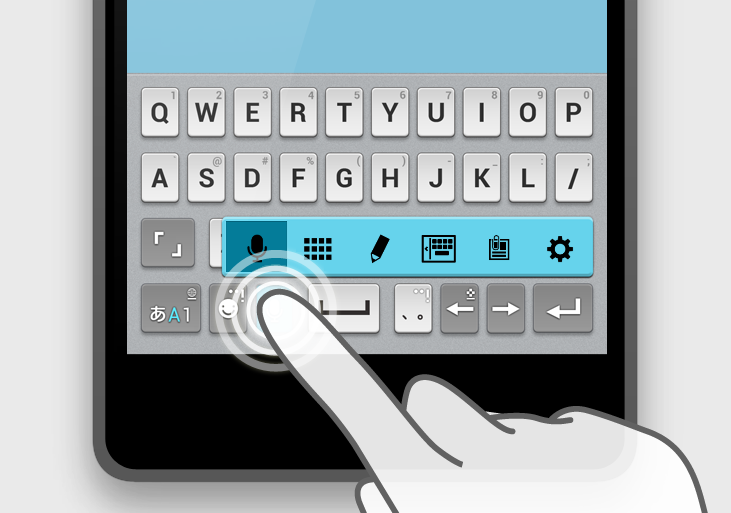 1 2 3 4 5 6 7 8 9 0
Q W E R T Y U I O P
@ # % ( ) - _ : ;
A S D F G H J K L /
「 」
あA1 、。